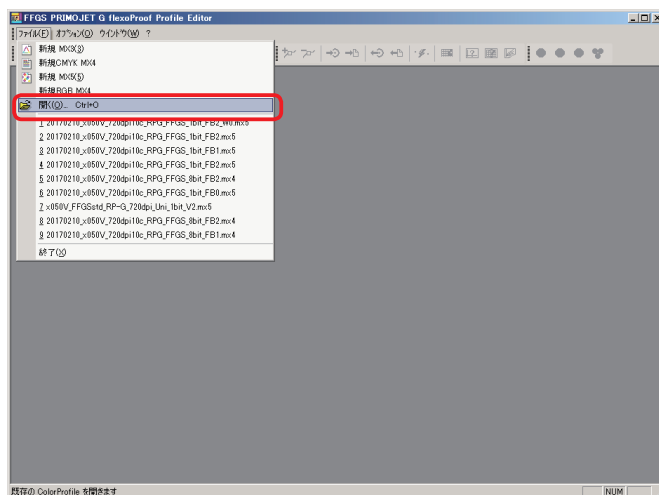 FFGS PRIMOJET G flexoProof Profile Editor
ファイル(F) オプション(O) ウインドウ(W) ?
新規 MX3(3)
新規CMYK MX4
新規 MX5(5)
新規RGB MX4
開く(O)... Ctrl+O
1 20170210_x050V_720dpi10c_RPG_FFGS_1bit_FB2_W0.mx5
2 20170210_x050V_720dpi10c_RPG_FFGS_1bit_FB2.mx5
3 20170210_x050V_720dpi10c_RPG_FFGS_1bit_FB1.mx5
4 20170210_x050V_720dpi10c_RPG_FFGS_1bit_FB2.mx5
5 20170210_x050V_720dpi10c_RPG_FFGS_8bit_FB2.mx4
6 20170210_x050V_720dpi10c_RPG_FFGS_1bit_FB0.mx5
7 x050V_FFGSstd_RP-G_720dpi_Uni_1bit_V2.mx5
8 20170210_x050V_720dpi10c_RPG_FFGS_8bit_FB2.mx4
9 20170210_x050V_720dpi10c_RPG_FFGS_8bit_FB1.mx4
終了(X)
既存の ColorProfile を開きます
NUM